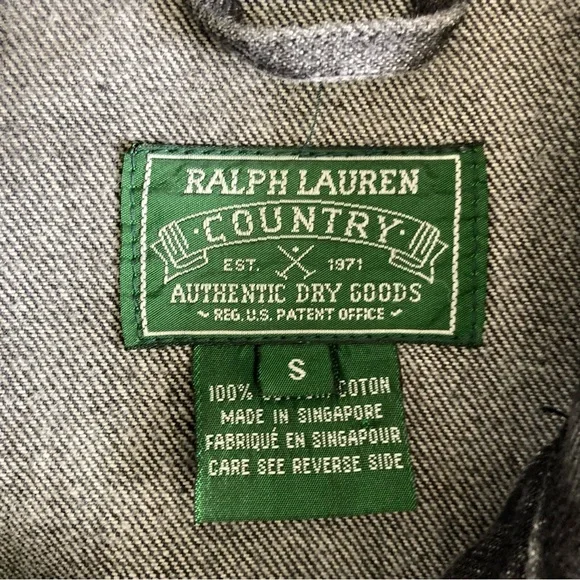 RALPH LAUREN
COUNTRY
EST. 1971
AUTHENTIC DRY GOODS
~ REG. U.S. PATENT OFFICE ~
S
100% COTON
MADE IN SINGAPORE
FABRIQUÉ EN SINGAPOUR
CARE SEE REVERSE SIDE